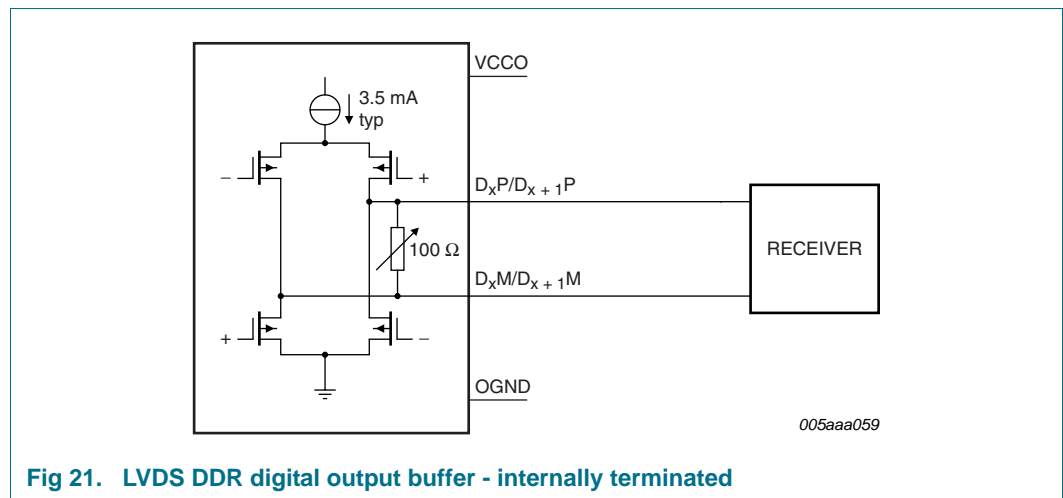 VCCO
3.5 mA
typ
−
+
DxP/Dx + 1P
100 Ω
RECEIVER
DxM/Dx + 1M
+
−
OGND
005aaa059
Fig 21. LVDS DDR digital output buffer - internally terminated